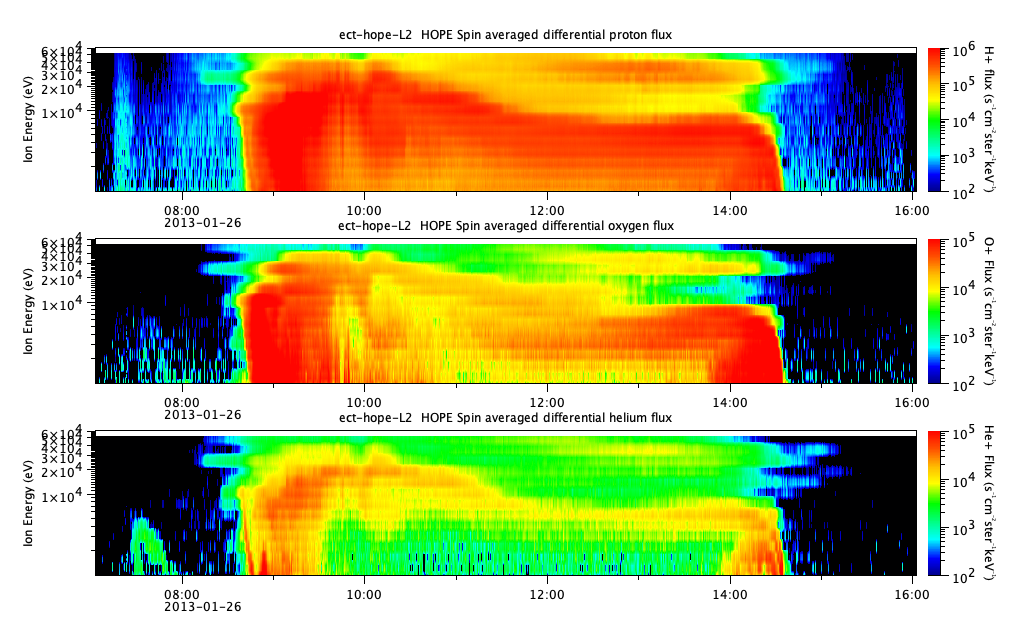 ect-hope-L2 HOPE Spin averaged differential proton flux
6×10⁴
4×10⁴
3×10⁴
2×10⁴
1×10⁴
Ion Energy (eV)
10⁶
10⁵
10⁴
10³
10²
H+ flux (s⁻¹cm⁻²ster⁻¹keV⁻¹)
08:00 10:00 12:00 14:00 16:00
2013-01-26
ect-hope-L2 HOPE Spin averaged differential oxygen flux
6×10⁴
4×10⁴
3×10⁴
2×10⁴
1×10⁴
Ion Energy (eV)
10⁵
10⁴
10³
10²
O+ Flux (s⁻¹cm⁻²ster⁻¹keV⁻¹)
08:00 10:00 12:00 14:00 16:00
2013-01-26
ect-hope-L2 HOPE Spin averaged differential helium flux
6×10⁴
4×10⁴
3×10⁴
2×10⁴
1×10⁴
Ion Energy (eV)
10⁵
10⁴
10³
10²
He+ Flux (s⁻¹cm⁻²ster⁻¹keV⁻¹)
08:00 10:00 12:00 14:00 16:00
2013-01-26